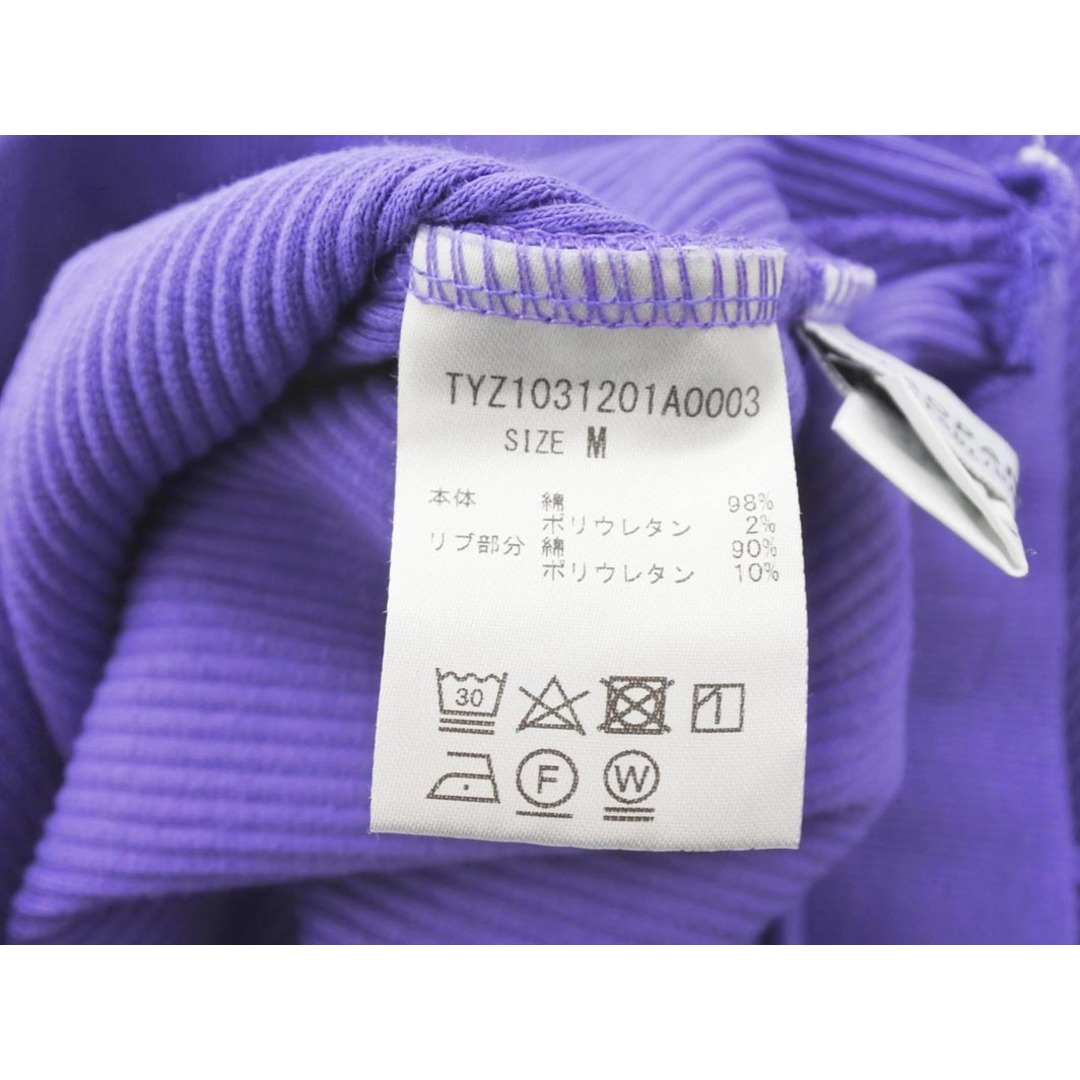 TYZ1031201A0003
SIZE M
本体 綿 98%
ポリウレタン 2%
リブ部分 綿 90%
ポリウレタン 10%
30
1
F
W